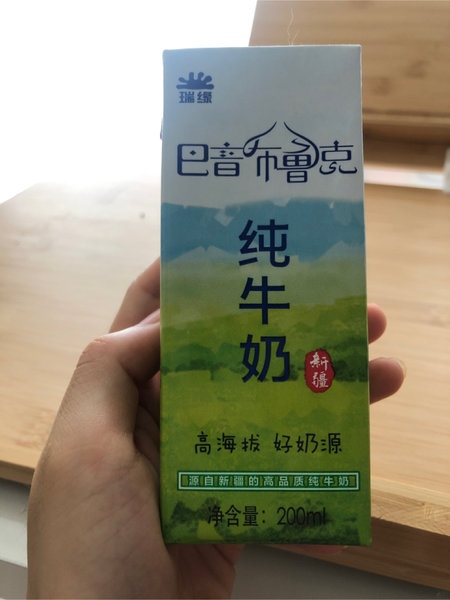 瑞缘
巴音布鲁克
纯牛奶
新疆
高海拔 好奶源
源自新疆的高品质纯牛奶
净含量：200ml